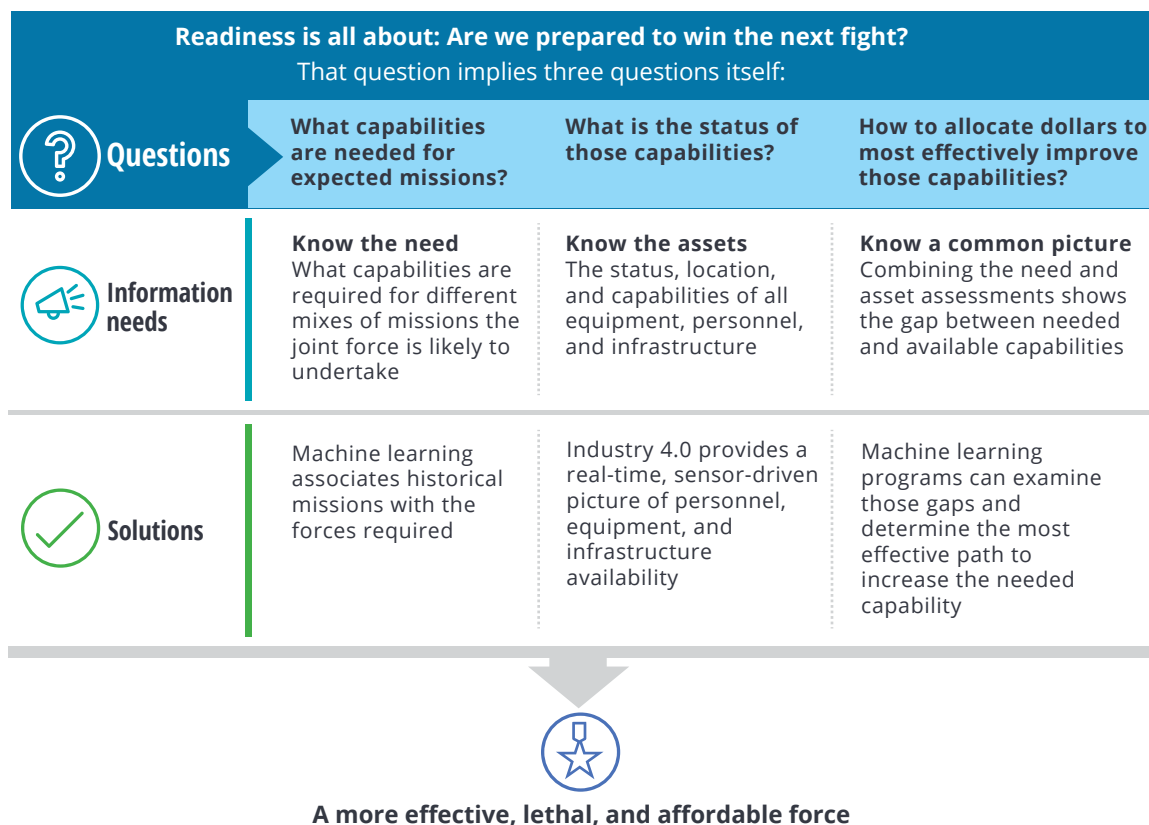 Readiness is all about: Are we prepared to win the next fight?
That question implies three questions itself:
Questions
What capabilities
are needed for
expected missions?
What is the status of
those capabilities?
How to allocate dollars to
most effectively improve
those capabilities?
Information
needs
Know the need
What capabilities are
required for different
mixes of missions the
joint force is likely to
undertake
Know the assets
The status, location,
and capabilities of all
equipment, personnel,
and infrastructure
Know a common picture
Combining the need and
asset assessments shows
the gap between needed
and available capabilities
Solutions
Machine learning
associates historical
missions with the
forces required
Industry 4.0 provides a
real-time, sensor-driven
picture of personnel,
equipment, and
infrastructure
availability
Machine learning
programs can examine
those gaps and
determine the most
effective path to
increase the needed
capability
A more effective, lethal, and affordable force